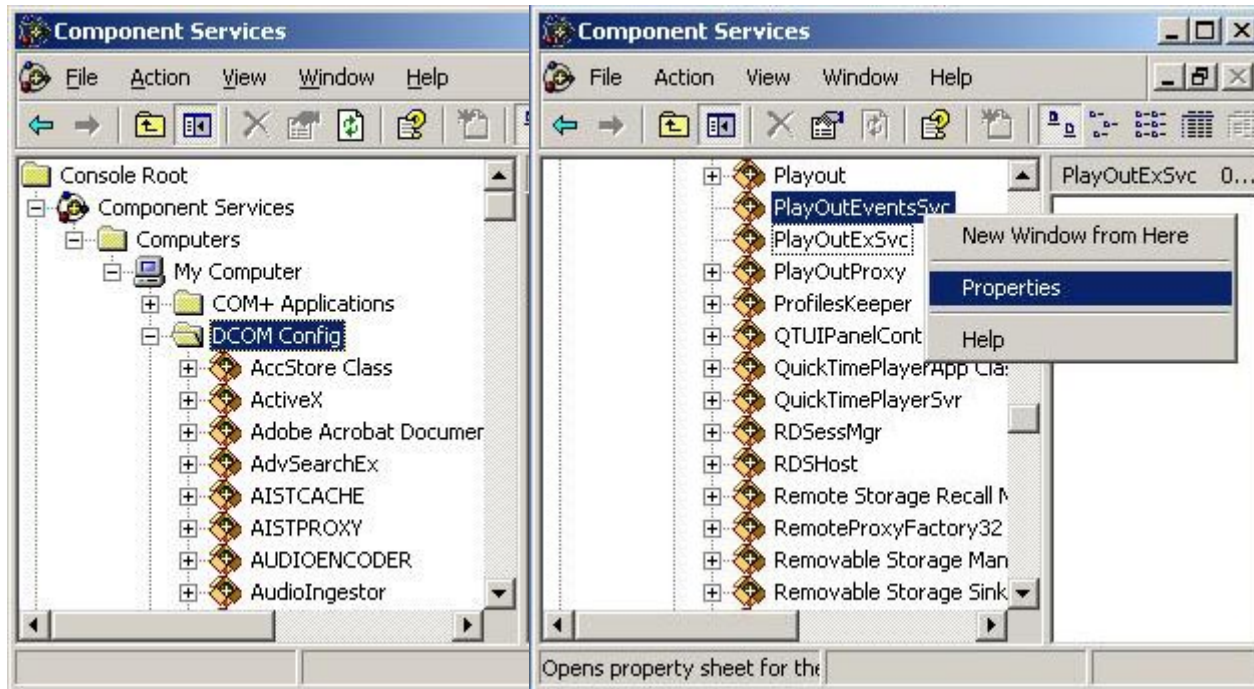 Component Services
File Action View Window Help
Console Root
Component Services
Computers
My Computer
COM+ Applications
DCOM Config
AccStore Class
ActiveX
Adobe Acrobat Documer
AdvSearchEx
AISTCACHE
AISTPROXY
AUDIOENCODER
AudioIngestor
Component Services
File Action View Window Help
Playout
PlayOutEventsSvc
PlayOutExSvc
PlayOutProxy
ProfilesKeeper
QTUIPanelCont
QuickTimePlayerApp Clas
QuickTimePlayerSvr
RDSessMgr
RDSHost
Remote Storage Recall M
RemoteProxyFactory32
Removable Storage Man
Removable Storage Sink
PlayOutExSvc 0...
New Window from Here
Properties
Help
Opens property sheet for the